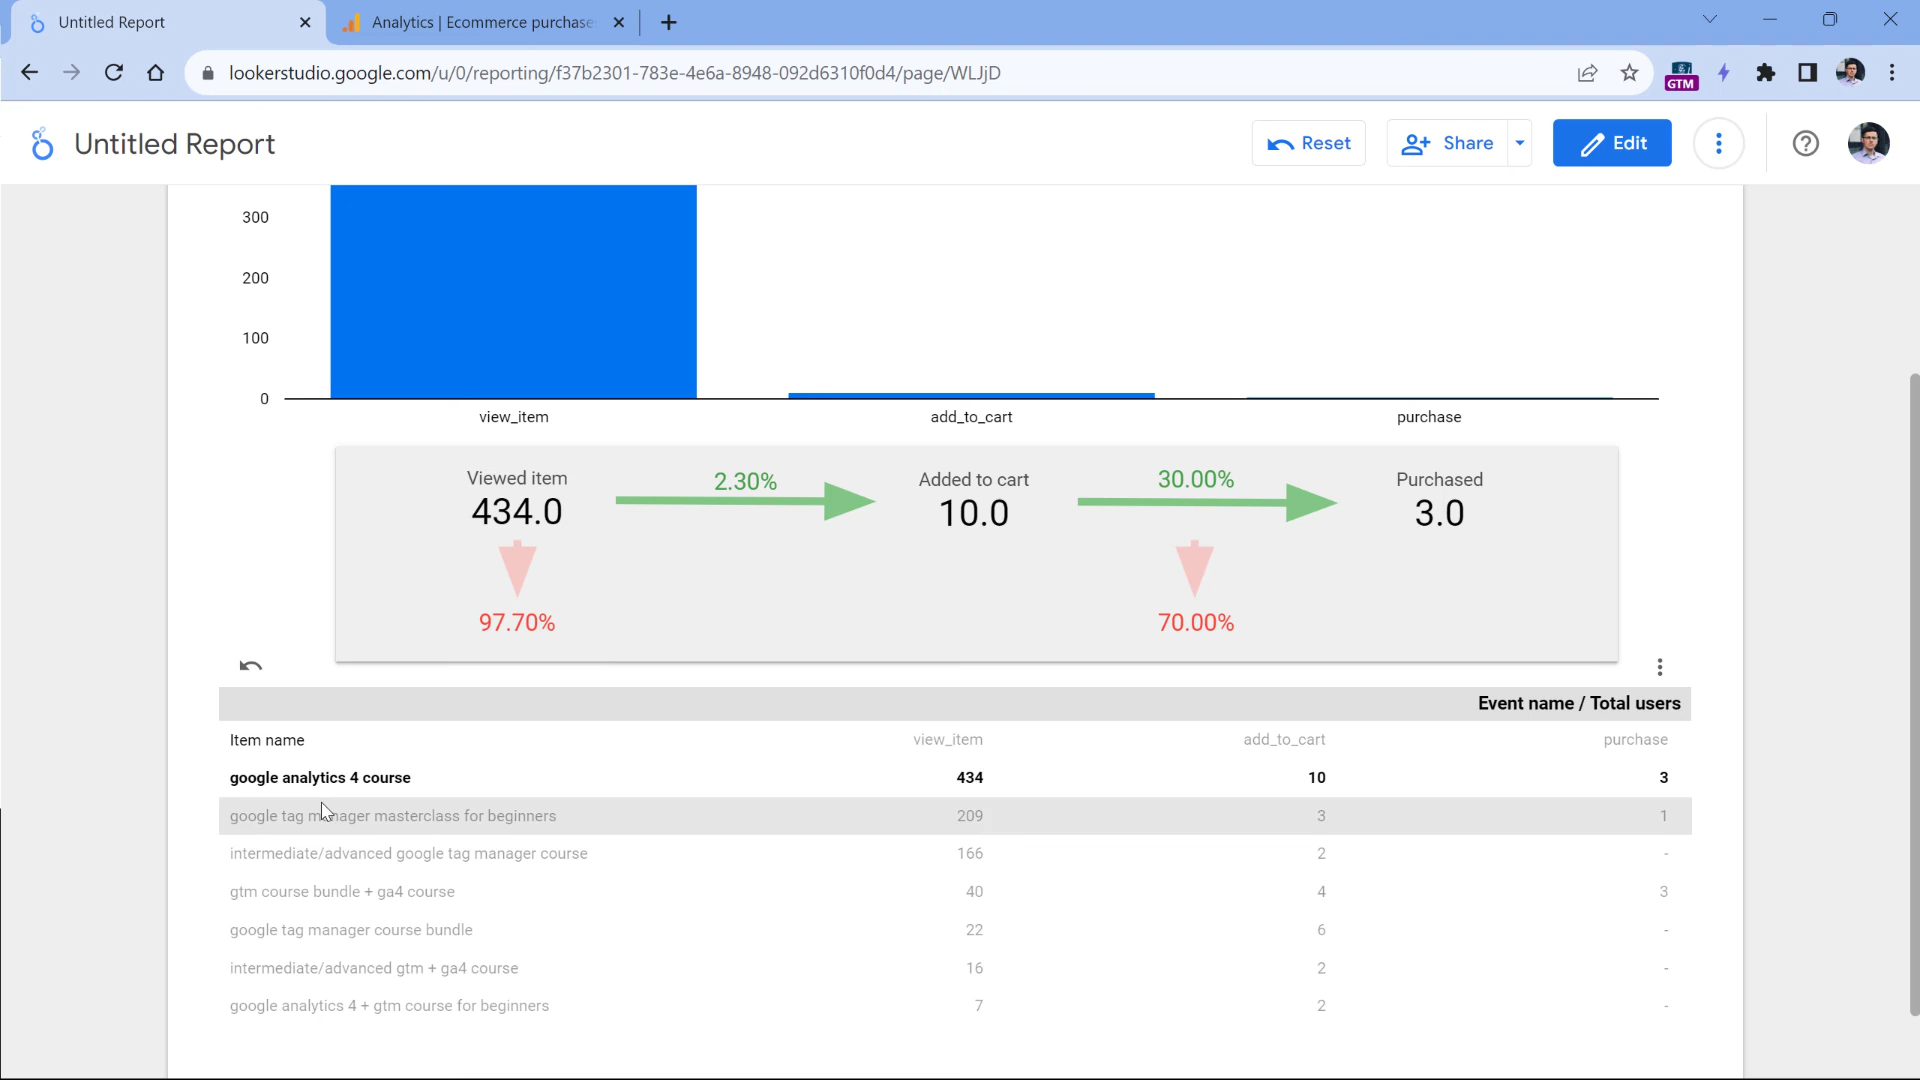 Untitled Report
Analytics | Ecommerce purchase
lookerstudio.google.com/u/0/reporting/f37b2301-783e-4e6a-8948-092d6310f0d4/page/WLJjD
GTM
Untitled Report
Reset
Share
Edit
300
200
100
0
view_item
add_to_cart
purchase
Viewed item
434.0
2.30%
Added to cart
10.0
30.00%
Purchased
3.0
97.70%
70.00%
Event name / Total users
Item name view_item add_to_cart purchase
google analytics 4 course 434 10 3
google tag manager masterclass for beginners 209 3 1
intermediate/advanced google tag manager course 166 2 -
gtm course bundle + ga4 course 40 4 3
google tag manager course bundle 22 6 -
intermediate/advanced gtm + ga4 course 16 2 -
google analytics 4 + gtm course for beginners 7 2 -